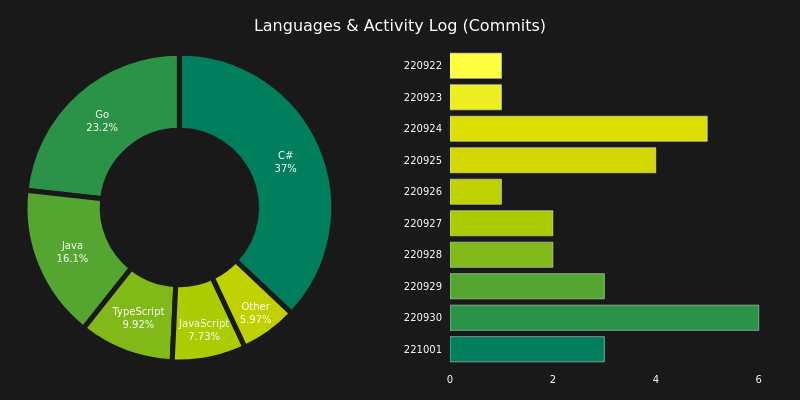 Languages & Activity Log (Commits)
Go
23.2%
C#
37%
Java
16.1%
TypeScript
9.92%
JavaScript
7.73%
Other
5.97%
220922
220923
220924
220925
220926
220927
220928
220929
220930
221001
0 2 4 6